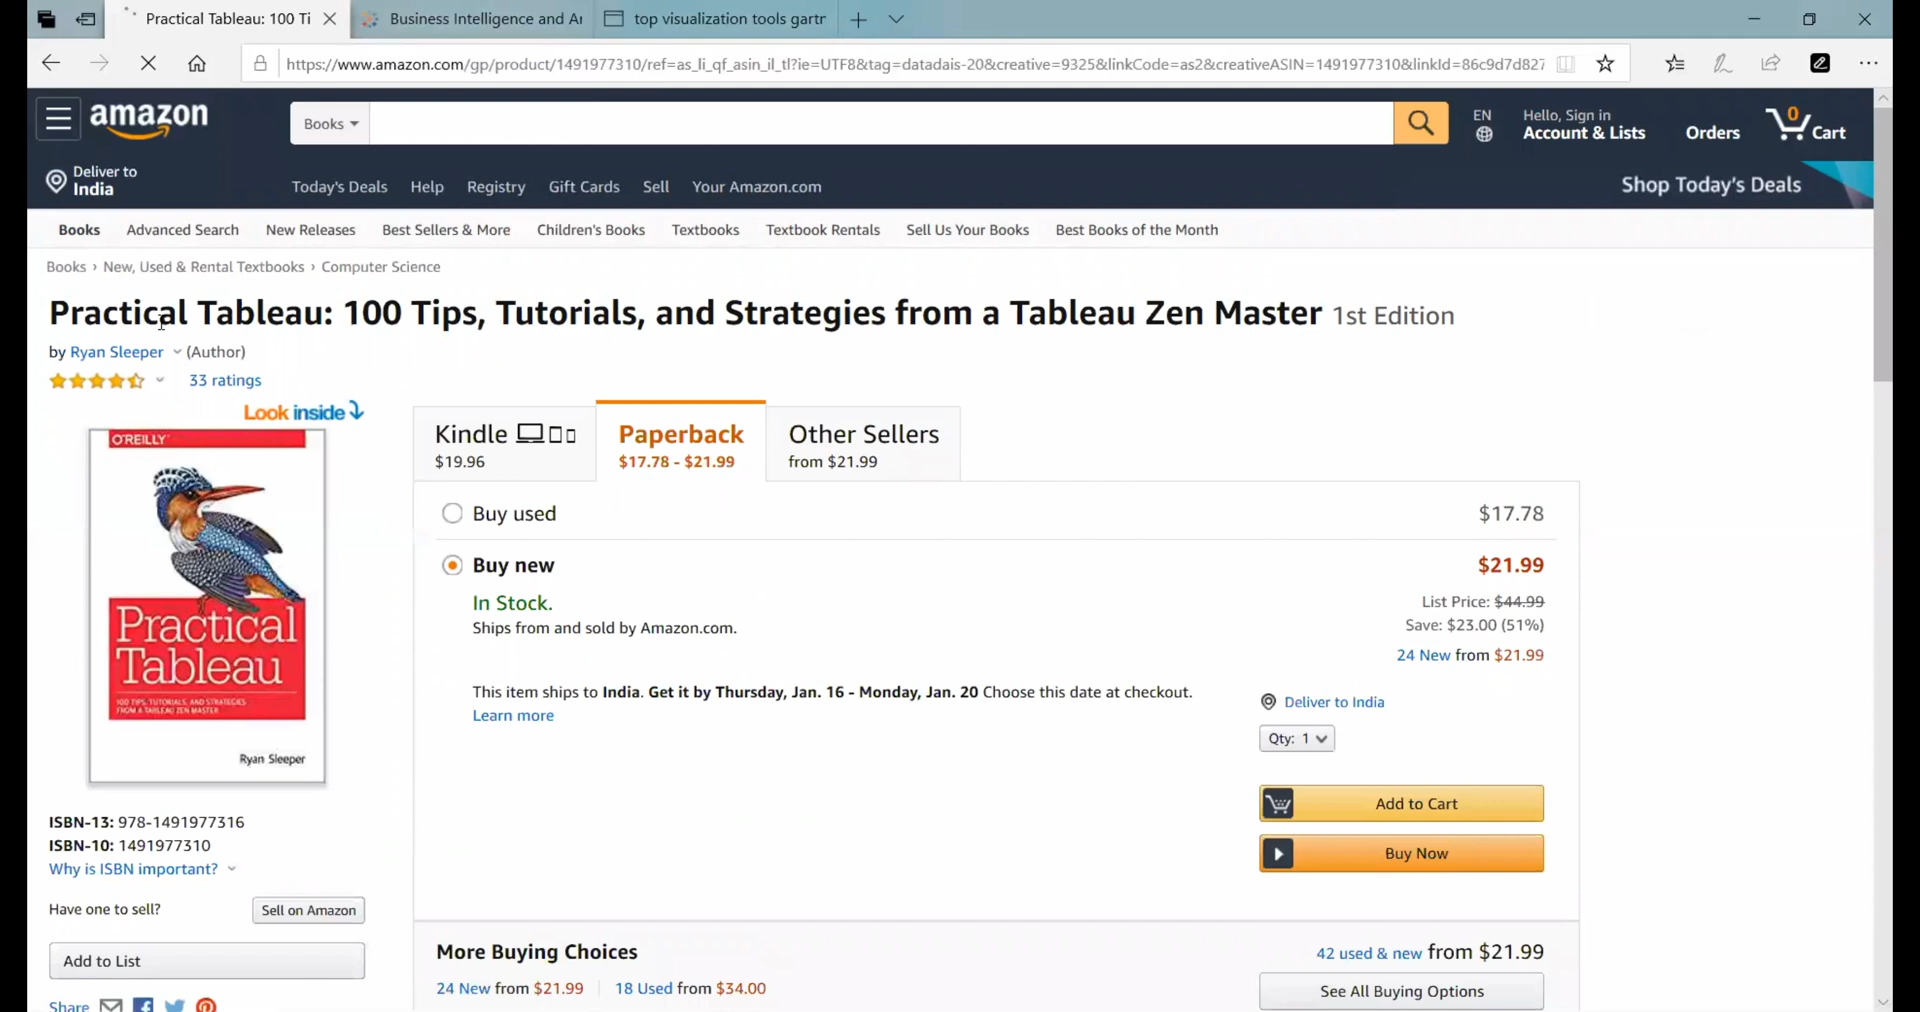 Practical Tableau: 100 Ti
Business Intelligence and Ar
top visualization tools gartr
https://www.amazon.com/gp/product/1491977310/ref=as_li_qf_asin_il_tl?ie=UTF8&tag=datadais-20&creative=9325&linkCode=as2&creativeASIN=1491977310&linkId=86c9d7d827
amazon
Books
EN
Hello, Sign in
Account & Lists
Orders
0
Cart
Deliver to
India
Today's Deals Help Registry Gift Cards Sell Your Amazon.com
Shop Today's Deals
Books Advanced Search New Releases Best Sellers & More Children's Books Textbooks Textbook Rentals Sell Us Your Books Best Books of the Month
Books › New, Used & Rental Textbooks › Computer Science
Practical Tableau: 100 Tips, Tutorials, and Strategies from a Tableau Zen Master 1st Edition
by Ryan Sleeper (Author)
33 ratings
Look inside
O'REILLY
Practical
Tableau
100 TIPS, TUTORIALS, AND STRATEGIES
FROM A TABLEAU ZEN MASTER
Ryan Sleeper
ISBN-13: 978-1491977316
ISBN-10: 1491977310
Why is ISBN important?
Have one to sell?
Sell on Amazon
Add to List
Share
Kindle
$19.96
Paperback
$17.78 - $21.99
Other Sellers
from $21.99
Buy used
$17.78
Buy new
$21.99
In Stock.
Ships from and sold by Amazon.com.
List Price: $44.99
Save: $23.00 (51%)
24 New from $21.99
This item ships to India. Get it by Thursday, Jan. 16 - Monday, Jan. 20 Choose this date at checkout.
Learn more
Deliver to India
Qty: 1
Add to Cart
Buy Now
More Buying Choices
42 used & new from $21.99
24 New from $21.99
18 Used from $34.00
See All Buying Options